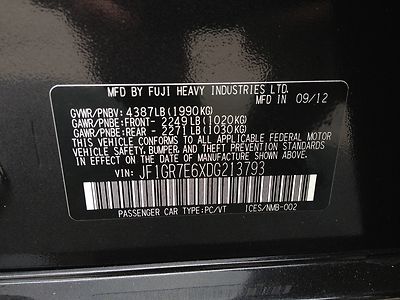 MFD BY FUJI HEAVY INDUSTRIES LTD.
MFD IN 09/12
GVWR/PNBV: 4387LB(1990KG)
GAWR/PNBE:FRONT- 2249LB(1020KG)
GAWR/PNBE:REAR - 2271LB(1030KG)
THIS VEHICLE CONFORMS TO ALL APPLICABLE FEDERAL MOTOR
VEHICLE SAFETY, BUMPER, AND THEFT PREVENTION STANDARDS
IN EFFECT ON THE DATE OF MANUFACTURE SHOWN ABOVE.
VIN: JF1GR7E6XDG213793
PASSENGER CAR TYPE:PC/VT ICES/NMB-002